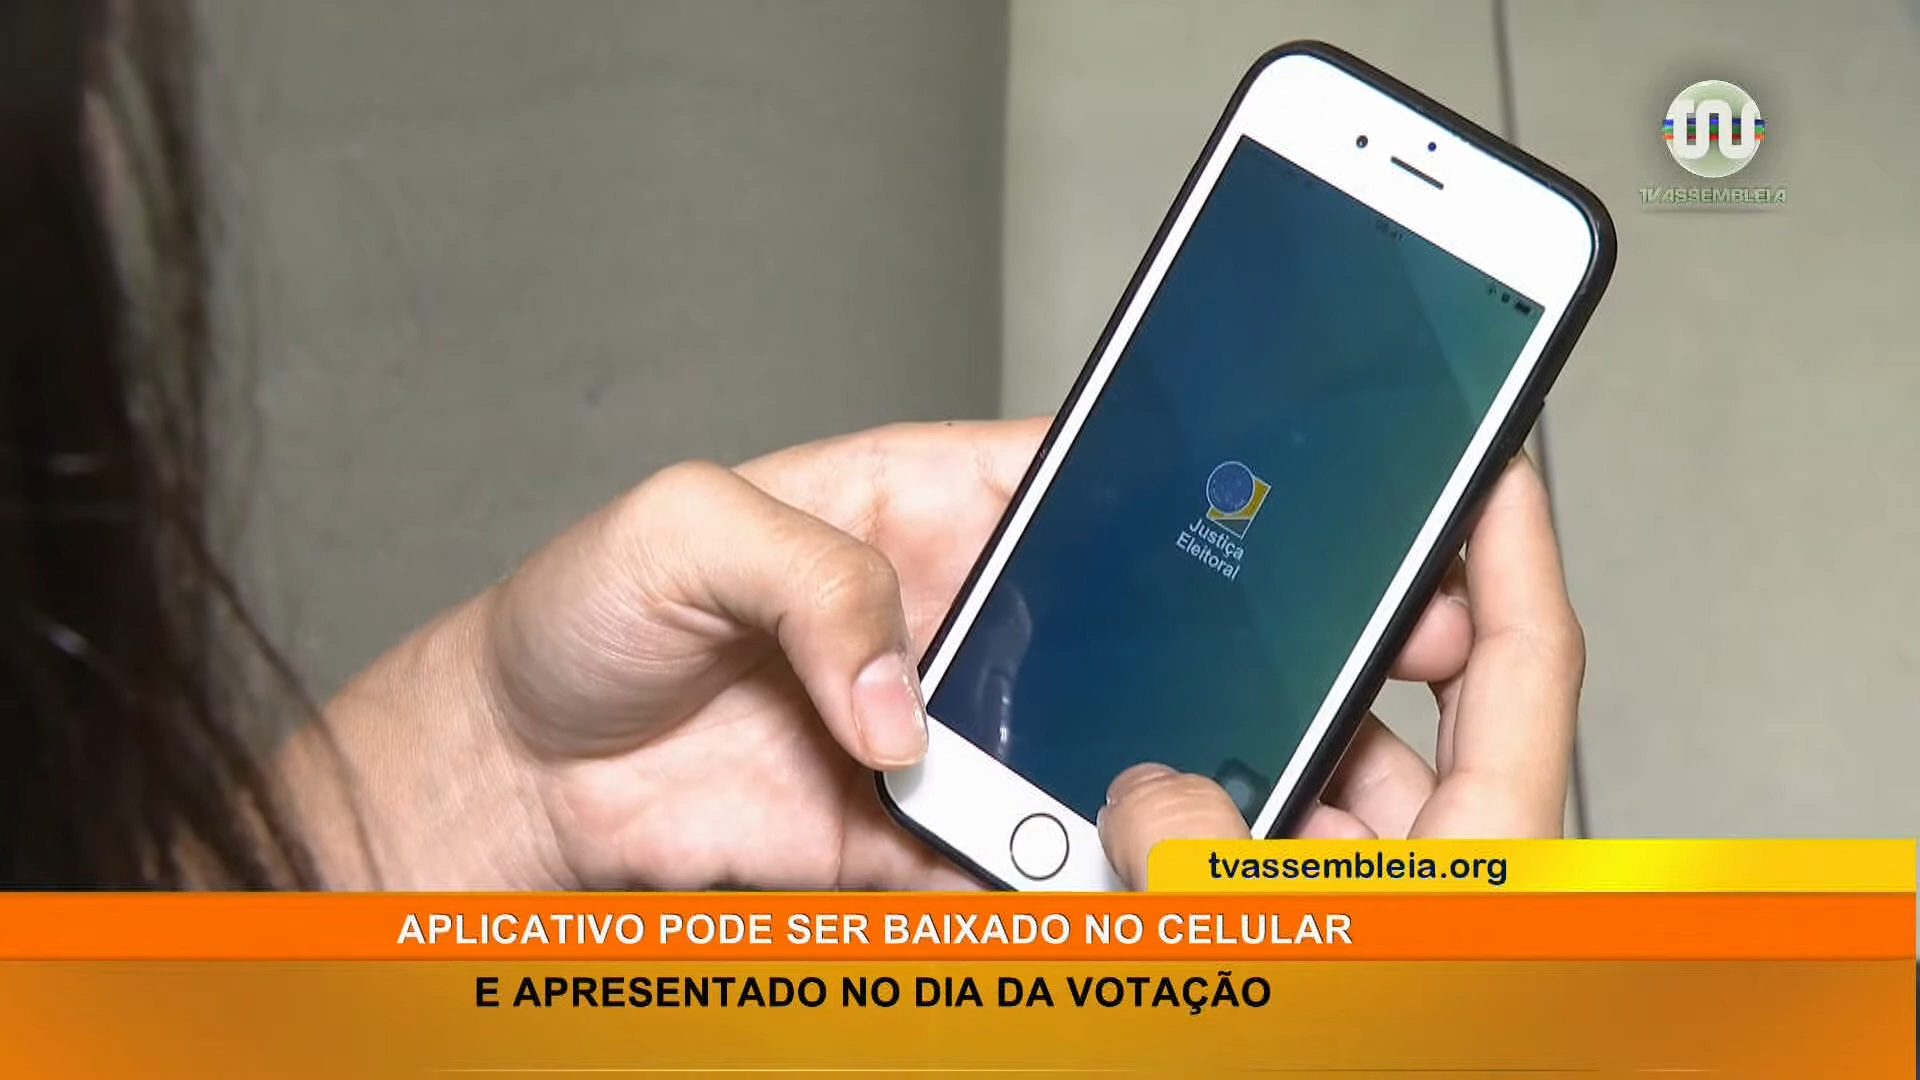 TVASSEMBLEIA
Justiça
Eleitoral
tvassembleia.org
APLICATIVO PODE SER BAIXADO NO CELULAR
E APRESENTADO NO DIA DA VOTAÇÃO